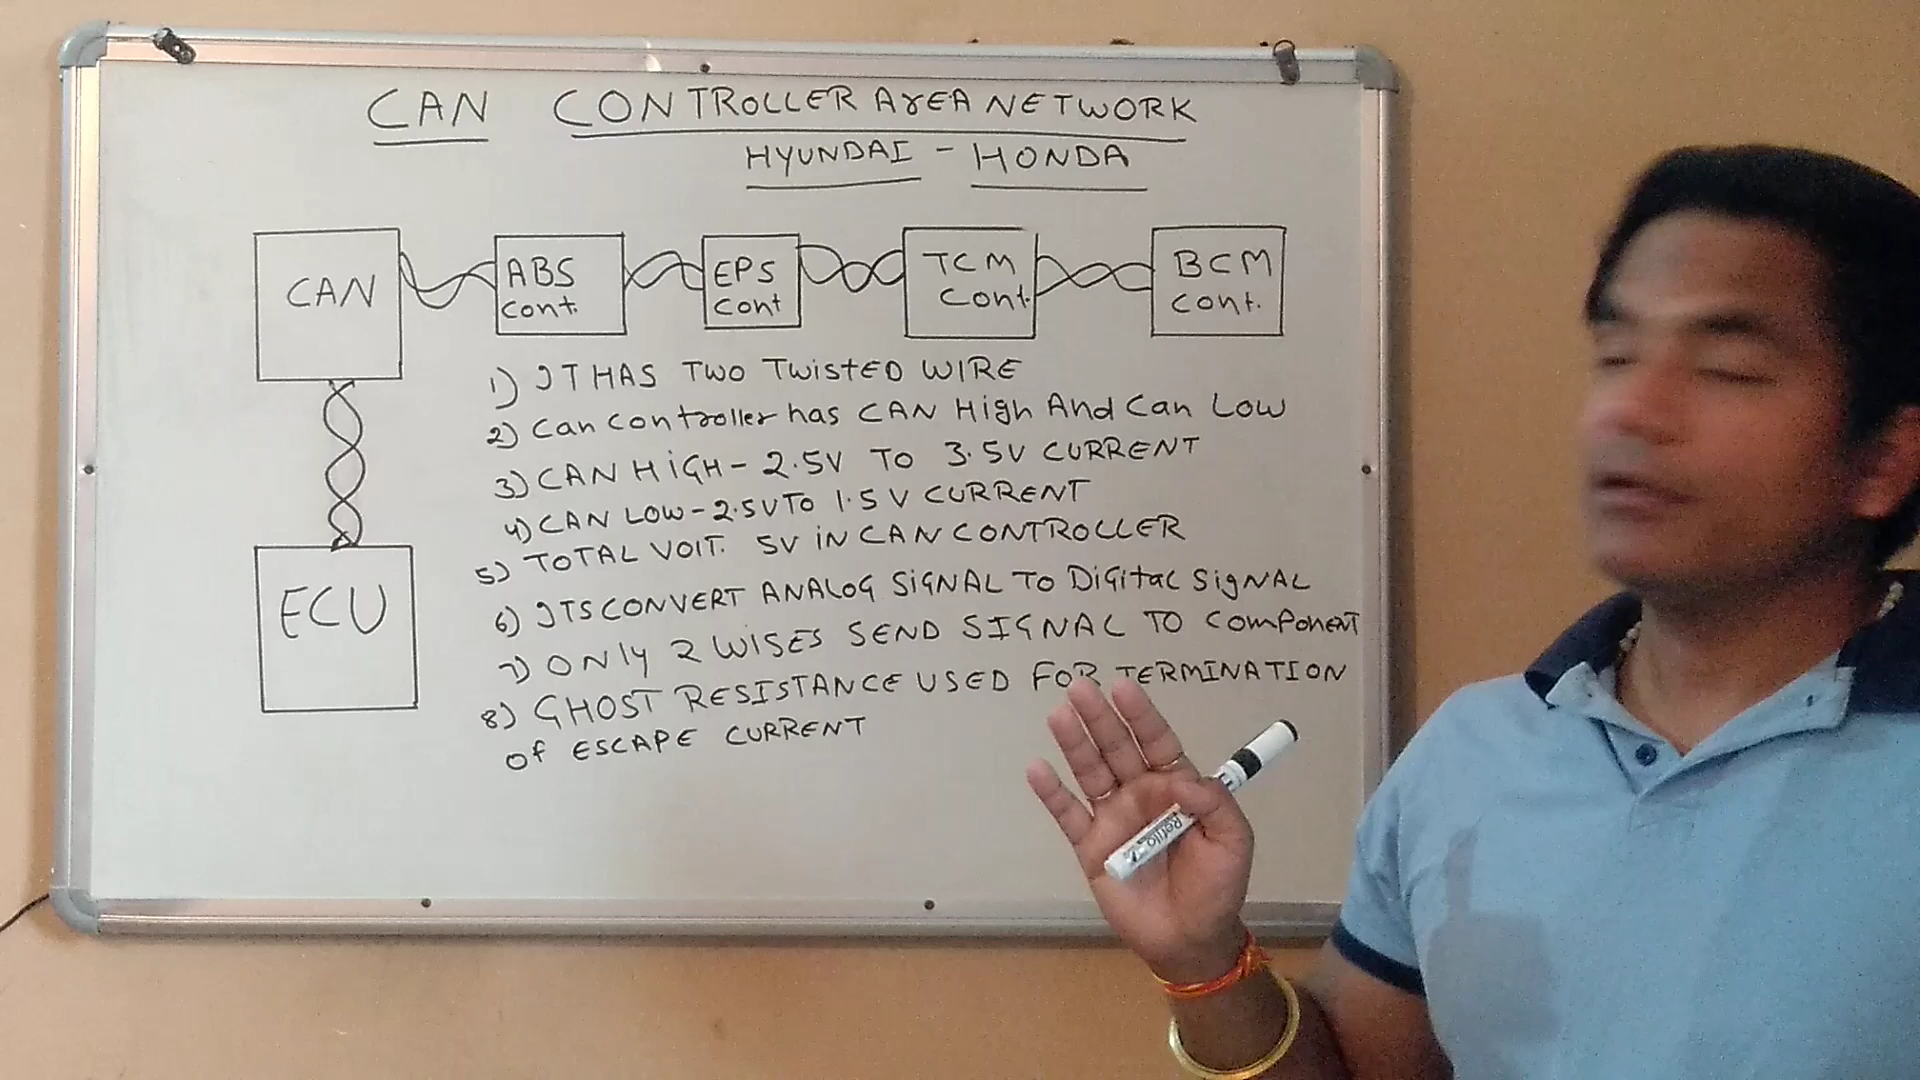 CAN CONTROLLER AREA NETWORK
HYUNDAI - HONDA
CAN
ABS
Cont.
EPS
Cont
TCM
Cont.
BCM
Cont.
ECU
1) IT HAS TWO TWISTED WIRE
2) Can Controller has CAN High And Can Low
3) CAN HIGH - 2.5V TO 3.5V CURRENT
4) CAN LOW - 2.5V TO 1.5V CURRENT
5) TOTAL VOIT. 5V IN CAN CONTROLLER
6) ITS CONVERT ANALOG SIGNAL TO DIGITAL SIGNAL
7) ONLY 2 WISES SEND SIGNAL TO COMPONENT
8) GHOST RESISTANCE USED FOR TERMINATION
OF ESCAPE CURRENT